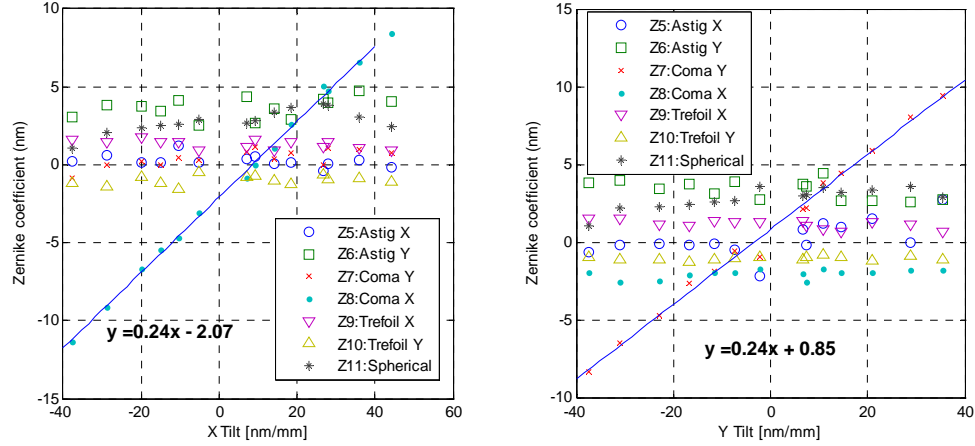 15
10
5
0
-5
-10
-15
-40
-20
0
20
40
60
Zernike coefficient (nm)
X Tilt [nm/mm]
y =0.24x - 2.07
Z5:Astig X
Z6:Astig Y
Z7:Coma Y
Z8:Coma X
Z9:Trefoil X
Z10:Trefoil Y
Z11:Spherical
15
10
5
0
-5
-10
-40
-20
0
20
40
Zernike coefficient (nm)
Y Tilt [nm/mm]
Z5:Astig X
Z6:Astig Y
Z7:Coma Y
Z8:Coma X
Z9:Trefoil X
Z10:Trefoil Y
Z11:Spherical
y =0.24x + 0.85